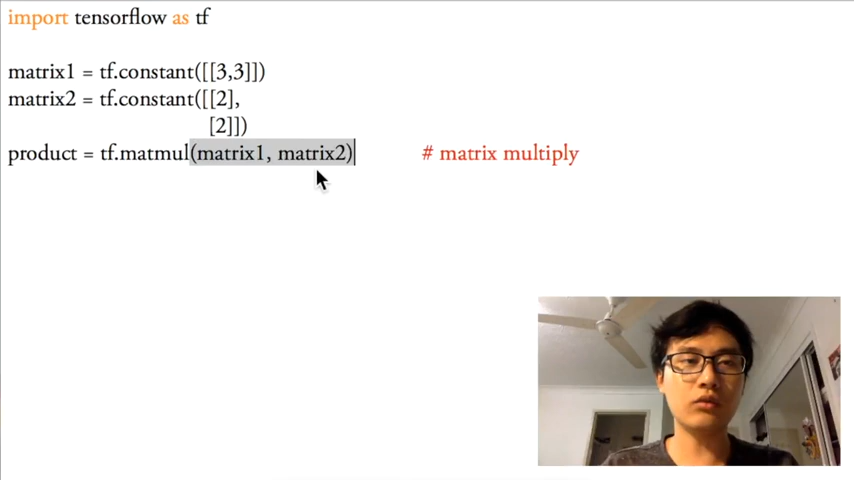 import tensorflow as tf
matrix1 = tf.constant([[3,3]])
matrix2 = tf.constant([[2],
[2]])
product = tf.matmul(matrix1, matrix2) # matrix multiply